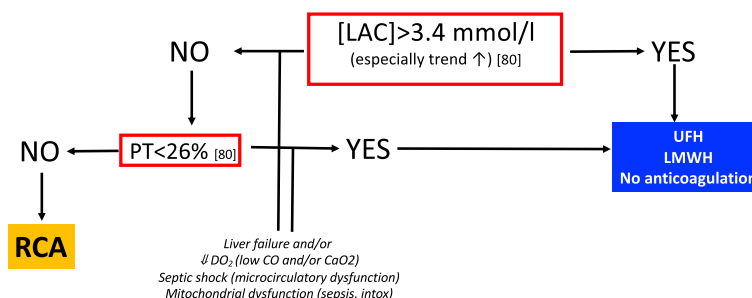 [LAC]>3.4 mmol/l
(especially trend ↑) [80]
NO
YES
UFH
LMWH
No anticoagulation
NO
PT<26% [80]
YES
RCA
Liver failure and/or
⇓ DO₂ (low CO and/or CaO2)
Septic shock (microcirculatory dysfunction)
Mitochondrial dysfunction (sepsis, intox)